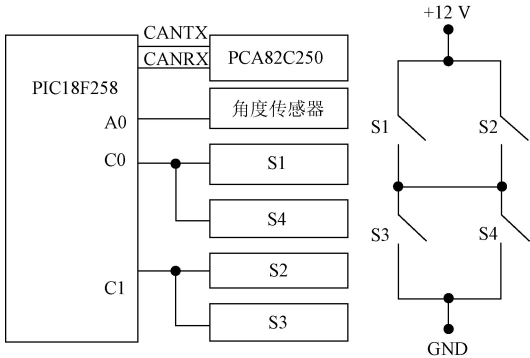 CANTX
CANRX
PCA82C250
PIC18F258
角度传感器
A0
C0
S1
S4
S2
C1
S3
+12 V
S1
S2
S3
S4
GND